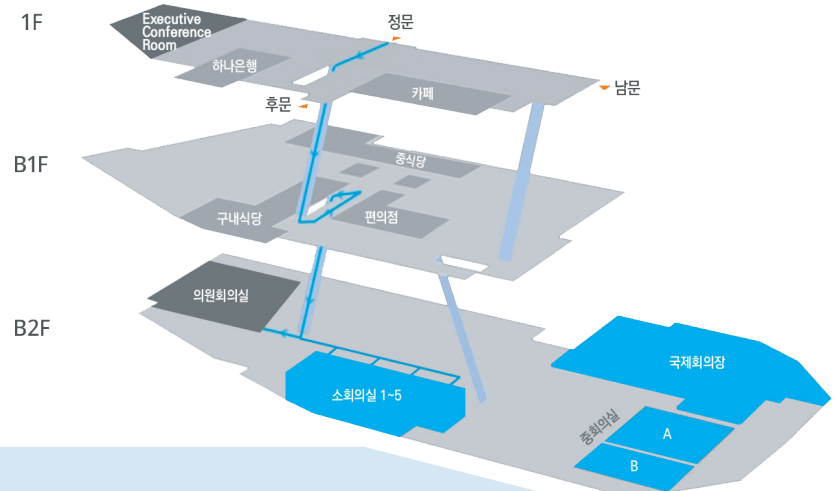 1F
Executive
Conference
Room
정문
하나은행
카페
남문
후문
B1F
중식당
구내식당
편의점
B2F
의원회의실
국제회의장
소회의실 1~5
중회의실
A
B